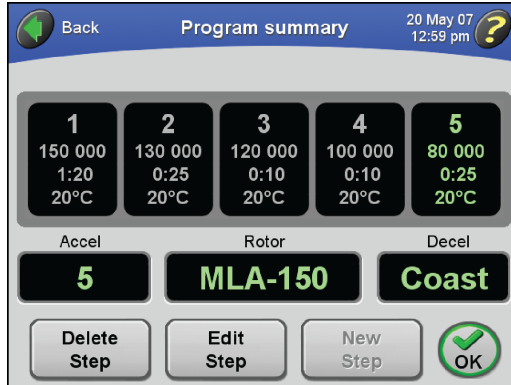 Back
Program summary
20 May 07
12:59 pm
?
1
150 000
1:20
20°C
2
130 000
0:25
20°C
3
120 000
0:10
20°C
4
100 000
0:10
20°C
5
80 000
0:25
20°C
Accel
5
Rotor
MLA-150
Decel
Coast
Delete
Step
Edit
Step
New
Step
OK